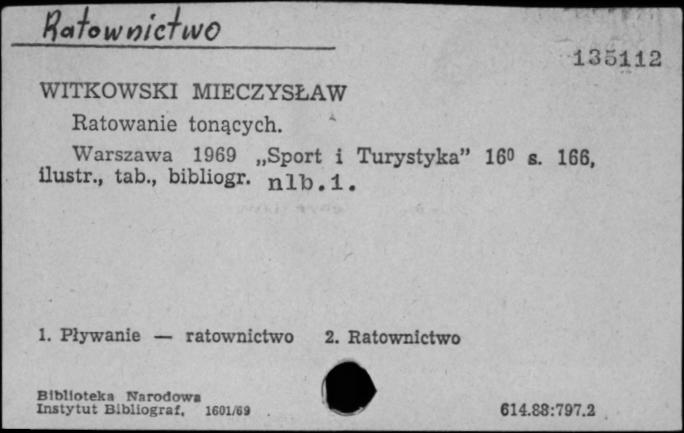 Ratownictwo
135112
WITKOWSKI MIECZYSŁAW
Ratowanie tonących.
Warszawa 1969 „Sport i Turystyka” 16⁰ s. 166,
ilustr., tab., bibliogr. nlb.1.
1. Pływanie — ratownictwo 2. Ratownictwo
Biblioteka Narodowa
Instytut Bibliograf. 1601/69
614.88:797.2